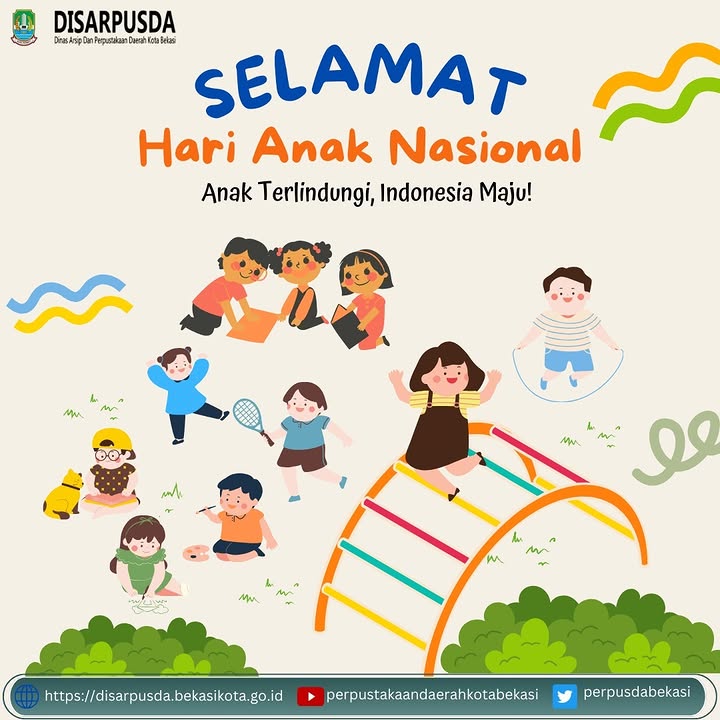 DISARPUSDA
Dinas Arsip Dan Perpustakaan Daerah Kota Bekasi
SELAMAT
Hari Anak Nasional
Anak Terlindungi, Indonesia Maju!
https://disarpusda.bekasikota.go.id
perpustakaandaerahkotabekasi
perpusdabekasi